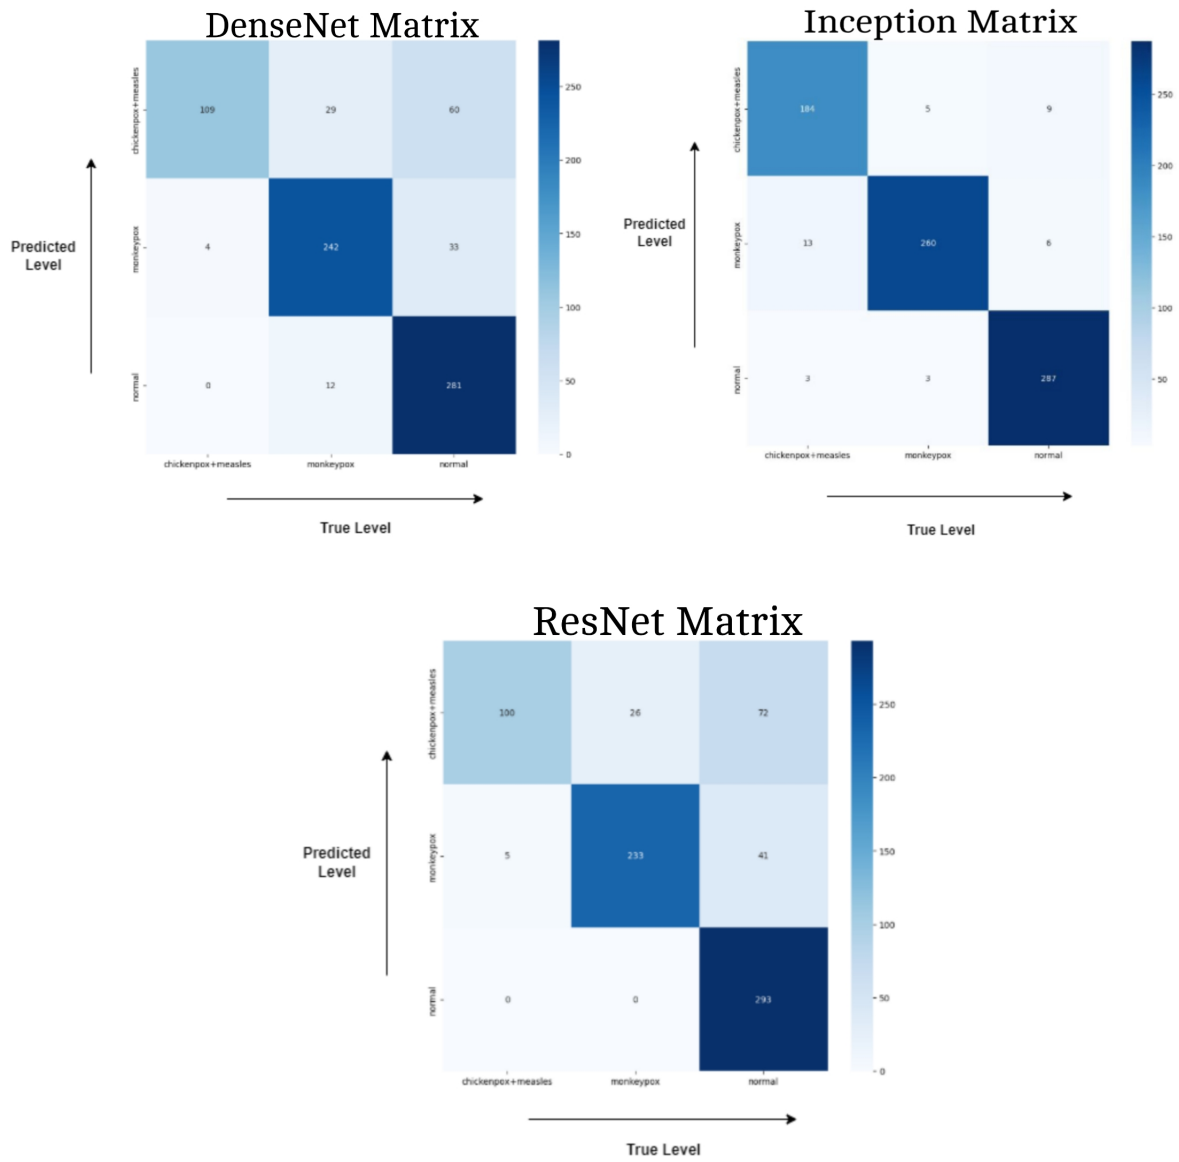 DenseNet Matrix
chickenpox+measles
109 29 60
monkeypox
4 242 33
normal
0 12 281
chickenpox+measles monkeypox normal
250
200
150
100
50
0
Predicted
Level
True Level
Inception Matrix
chickenpox+measles
184 5 9
monkeypox
13 260 6
normal
3 3 287
chickenpox+measles monkeypox normal
250
200
150
100
50
Predicted
Level
True Level
ResNet Matrix
chickenpox+measles
100 26 72
monkeypox
5 233 41
normal
0 0 293
chickenpox+measles monkeypox normal
250
200
150
100
50
0
Predicted
Level
True Level